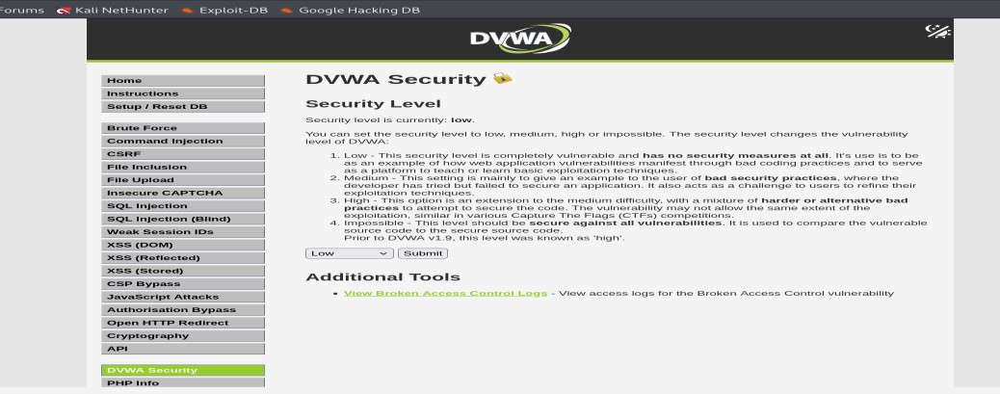 Forums Kali NetHunter Exploit-DB Google Hacking DB
DVWA
Home
Instructions
Setup / Reset DB
Brute Force
Command Injection
CSRF
File Inclusion
File Upload
Insecure CAPTCHA
SQL Injection
SQL Injection (Blind)
Weak Session IDs
XSS (DOM)
XSS (Reflected)
XSS (Stored)
CSP Bypass
JavaScript Attacks
Authorisation Bypass
Open HTTP Redirect
Cryptography
API
DVWA Security
PHP Info
DVWA Security
Security Level
Security level is currently: low.
You can set the security level to low, medium, high or impossible. The security level changes the vulnerability
level of DVWA:
1. Low - This security level is completely vulnerable and has no security measures at all. It's use is to be
as an example of how web application vulnerabilities manifest through bad coding practices and to serve
as a platform to teach or learn basic exploitation techniques.
2. Medium - This setting is mainly to give an example to the user of bad security practices, where the
developer has tried but failed to secure an application. It also acts as a challenge to users to refine their
exploitation techniques.
3. High - This option is an extension to the medium difficulty, with a mixture of harder or alternative bad
practices to attempt to secure the code. The vulnerability may not allow the same extent of the
exploitation, similar in various Capture The Flags (CTFs) competitions.
4. Impossible - This level should be secure against all vulnerabilities. It is used to compare the vulnerable
source code to the secure source code.
Prior to DVWA v1.9, this level was known as 'high'.
Low Submit
Additional Tools
• View Broken Access Control Logs - View access logs for the Broken Access Control vulnerability